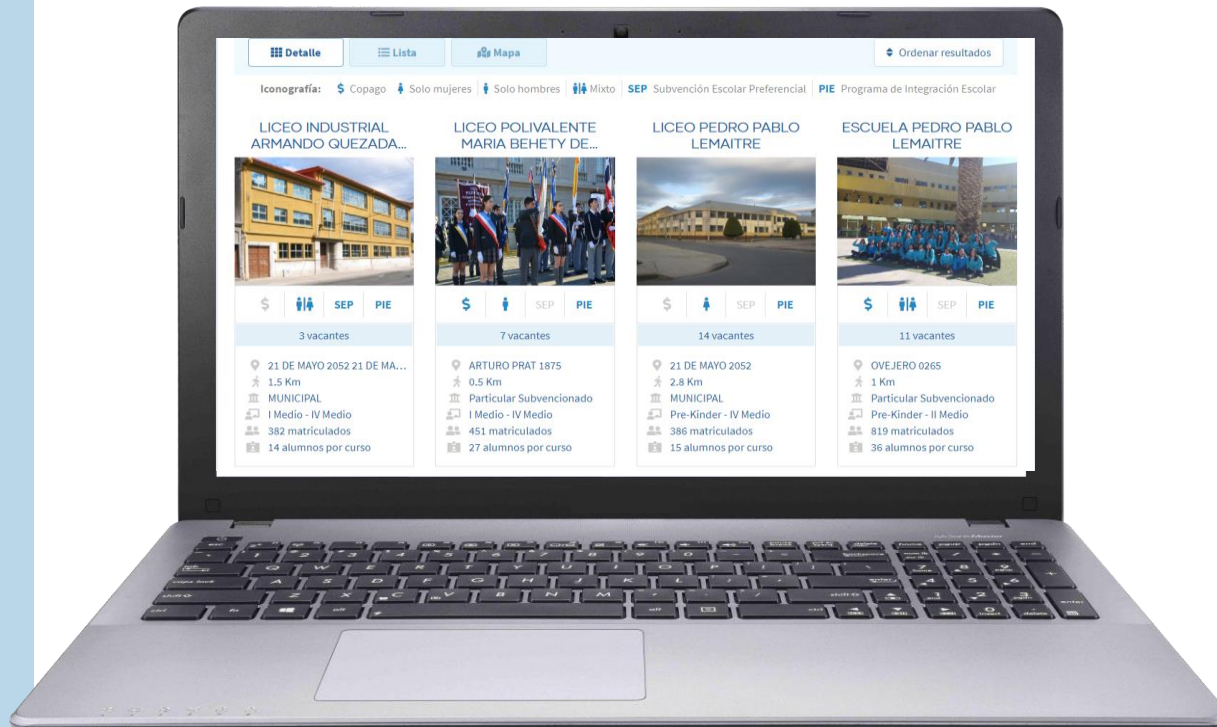 Detalle
Lista
Mapa
Ordenar resultados
Iconografía: $ Copago Solo mujeres Solo hombres Mixto SEP Subvención Escolar Preferencial PIE Programa de Integración Escolar
LICEO INDUSTRIAL
ARMANDO QUEZADA...
$ SEP PIE
3 vacantes
21 DE MAYO 2052 21 DE MA...
1.5 Km
MUNICIPAL
I Medio - IV Medio
382 matriculados
14 alumnos por curso
LICEO POLIVALENTE
MARIA BEHETY DE...
$ SEP PIE
7 vacantes
ARTURO PRAT 1875
0.5 Km
Particular Subvencionado
I Medio - IV Medio
451 matriculados
27 alumnos por curso
LICEO PEDRO PABLO
LEMAITRE
$ SEP PIE
14 vacantes
21 DE MAYO 2052
2.8 Km
MUNICIPAL
Pre-Kinder - IV Medio
386 matriculados
15 alumnos por curso
ESCUELA PEDRO PABLO
LEMAITRE
$ SEP PIE
11 vacantes
OVEJERO 0265
1 Km
Particular Subvencionado
Pre-Kinder - II Medio
819 matriculados
36 alumnos por curso